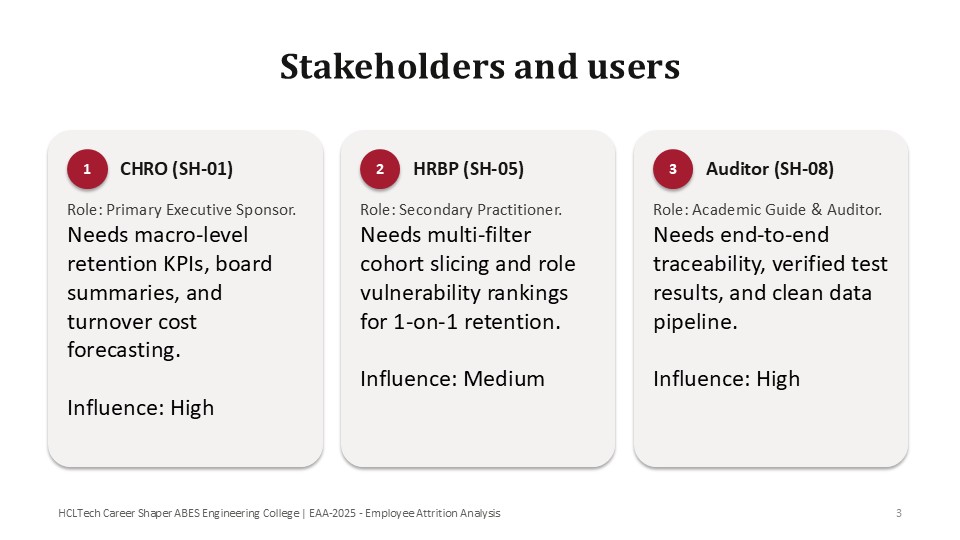 Stakeholders and users
1
CHRO (SH-01)
Role: Primary Executive Sponsor.
Needs macro-level
retention KPIs, board
summaries, and
turnover cost
forecasting.
Influence: High
2
HRBP (SH-05)
Role: Secondary Practitioner.
Needs multi-filter
cohort slicing and role
vulnerability rankings
for 1-on-1 retention.
Influence: Medium
3
Auditor (SH-08)
Role: Academic Guide & Auditor.
Needs end-to-end
traceability, verified test
results, and clean data
pipeline.
Influence: High
HCLTech Career Shaper ABES Engineering College | EAA-2025 - Employee Attrition Analysis
3